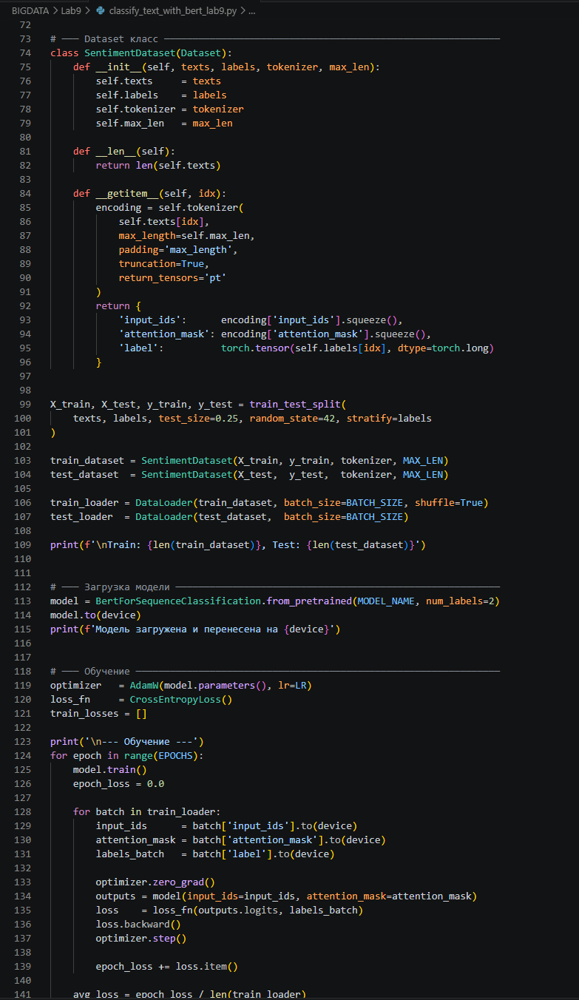 BIGDATA > Lab9 > classify_text_with_bert_lab9.py > ...
72
73 # ─── Dataset класс ───────────────────────────────────────────────────────────
74 class SentimentDataset(Dataset):
75     def __init__(self, texts, labels, tokenizer, max_len):
76         self.texts     = texts
77         self.labels    = labels
78         self.tokenizer = tokenizer
79         self.max_len   = max_len
80
81     def __len__(self):
82         return len(self.texts)
83
84     def __getitem__(self, idx):
85         encoding = self.tokenizer(
86             self.texts[idx],
87             max_length=self.max_len,
88             padding='max_length',
89             truncation=True,
90             return_tensors='pt'
91         )
92         return {
93             'input_ids':      encoding['input_ids'].squeeze(),
94             'attention_mask': encoding['attention_mask'].squeeze(),
95             'label':          torch.tensor(self.labels[idx], dtype=torch.long)
96         }
97
98
99 X_train, X_test, y_train, y_test = train_test_split(
100     texts, labels, test_size=0.25, random_state=42, stratify=labels
101 )
102
103 train_dataset = SentimentDataset(X_train, y_train, tokenizer, MAX_LEN)
104 test_dataset  = SentimentDataset(X_test,  y_test,  tokenizer, MAX_LEN)
105
106 train_loader = DataLoader(train_dataset, batch_size=BATCH_SIZE, shuffle=True)
107 test_loader  = DataLoader(test_dataset,  batch_size=BATCH_SIZE)
108
109 print(f'\nTrain: {len(train_dataset)}, Test: {len(test_dataset)}')
110
111
112 # ─── Загрузка модели ─────────────────────────────────────────────────────────
113 model = BertForSequenceClassification.from_pretrained(MODEL_NAME, num_labels=2)
114 model.to(device)
115 print(f'Модель загружена и перенесена на {device}')
116
117
118 # ─── Обучение ────────────────────────────────────────────────────────────────
119 optimizer   = AdamW(model.parameters(), lr=LR)
120 loss_fn     = CrossEntropyLoss()
121 train_losses = []
122
123 print('\n--- Обучение ---')
124 for epoch in range(EPOCHS):
125     model.train()
126     epoch_loss = 0.0
127
128     for batch in train_loader:
129         input_ids      = batch['input_ids'].to(device)
130         attention_mask = batch['attention_mask'].to(device)
131         labels_batch   = batch['label'].to(device)
132
133         optimizer.zero_grad()
134         outputs = model(input_ids=input_ids, attention_mask=attention_mask)
135         loss    = loss_fn(outputs.logits, labels_batch)
136         loss.backward()
137         optimizer.step()
138
139         epoch_loss += loss.item()
140
141     avg_loss = epoch_loss / len(train_loader)